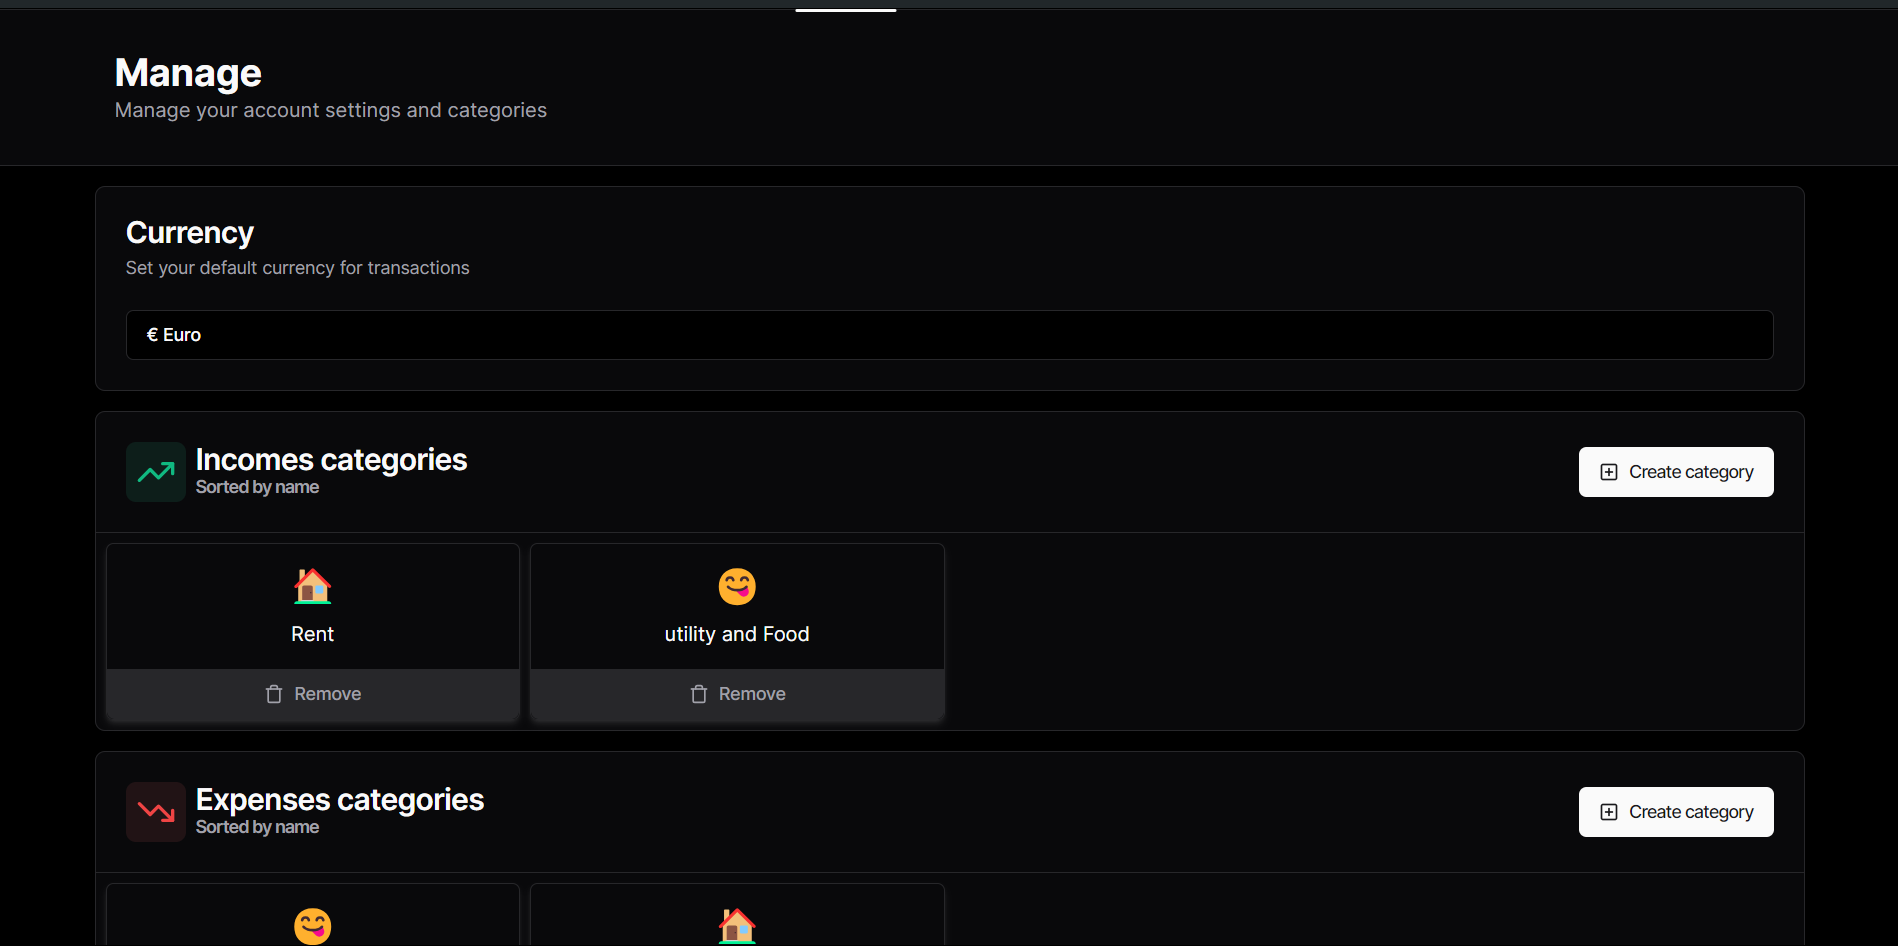 Manage
Manage your account settings and categories
Currency
Set your default currency for transactions
€ Euro
Incomes categories
Sorted by name
Create category
Rent
utility and Food
Remove
Remove
Expenses categories
Sorted by name
Create category